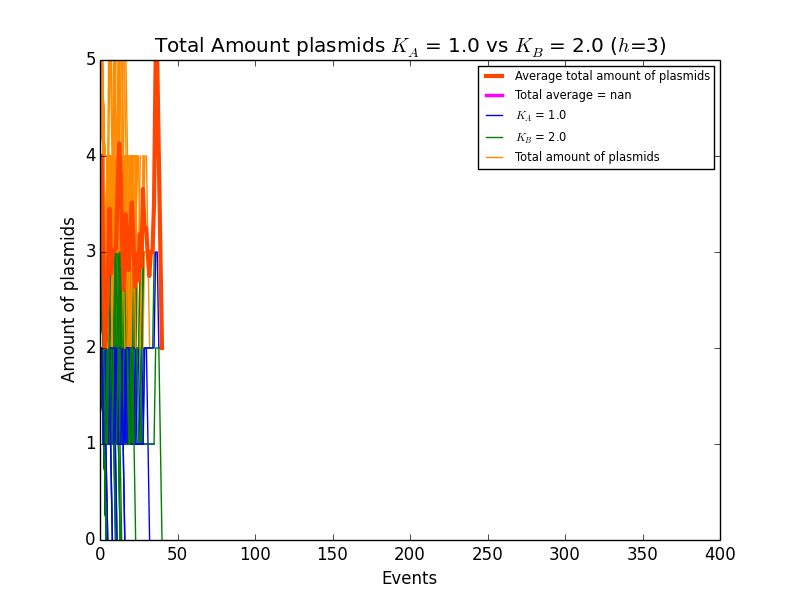 Total Amount plasmids K_A = 1.0 vs K_B = 2.0 (h=3)
Average total amount of plasmids
Total average = nan
K_A = 1.0
K_B = 2.0
Total amount of plasmids
5
4
3
2
1
0
Amount of plasmids
0 50 100 150 200 250 300 350 400
Events